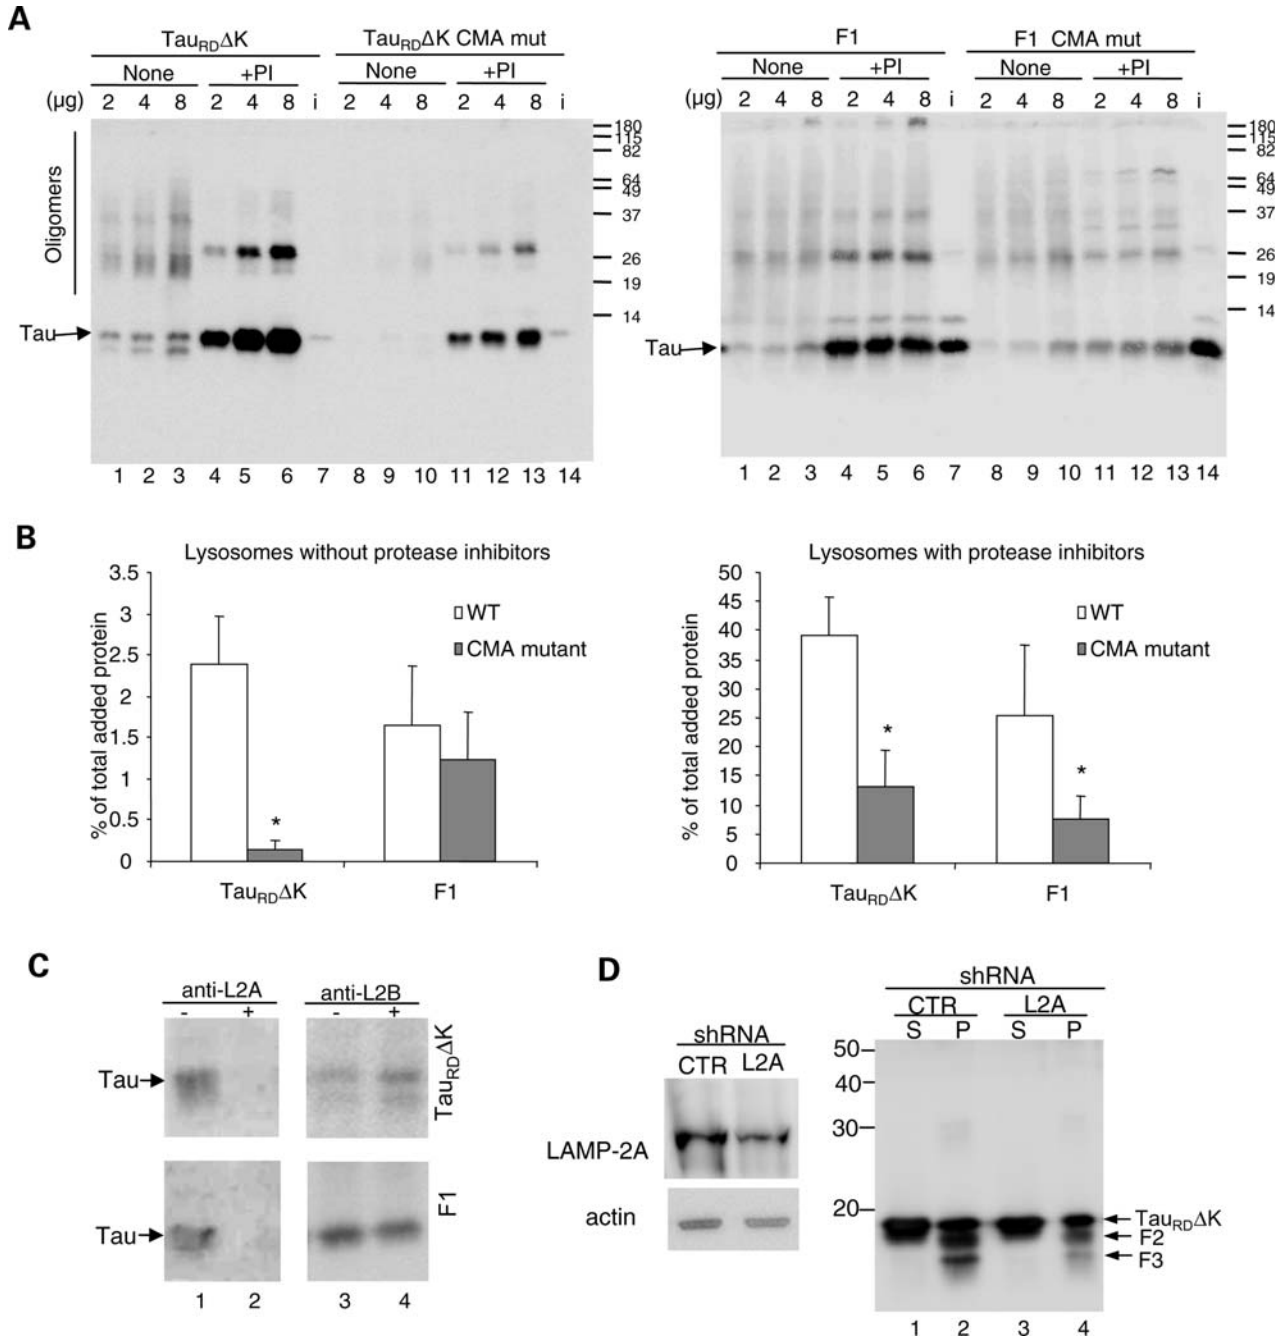 A
Tau_RDΔK Tau_RDΔK CMA mut
None +PI None +PI
(µg) 2 4 8 2 4 8 i 2 4 8 2 4 8 i
180
115
82
64
49
37
26
19
14
Oligomers
Tau
1 2 3 4 5 6 7 8 9 10 11 12 13 14
F1 F1 CMA mut
None +PI None +PI
(µg) 2 4 8 2 4 8 i 2 4 8 2 4 8 i
180
115
82
64
49
37
26
19
14
Tau
1 2 3 4 5 6 7 8 9 10 11 12 13 14
B
Lysosomes without protease inhibitors
% of total added protein
3.5
3
2.5
2
1.5
1
0.5
0
WT
CMA mutant
*
Tau_RDΔK F1
Lysosomes with protease inhibitors
% of total added protein
50
45
40
35
30
25
20
15
10
5
0
WT
CMA mutant
* *
Tau_RDΔK F1
C
anti-L2A anti-L2B
- + - +
Tau
Tau_RDΔK
Tau
F1
1 2 3 4
D
shRNA
CTR L2A
LAMP-2A
actin
shRNA
CTR L2A
S P S P
50
40
30
20
Tau_RDΔK
F2
F3
1 2 3 4